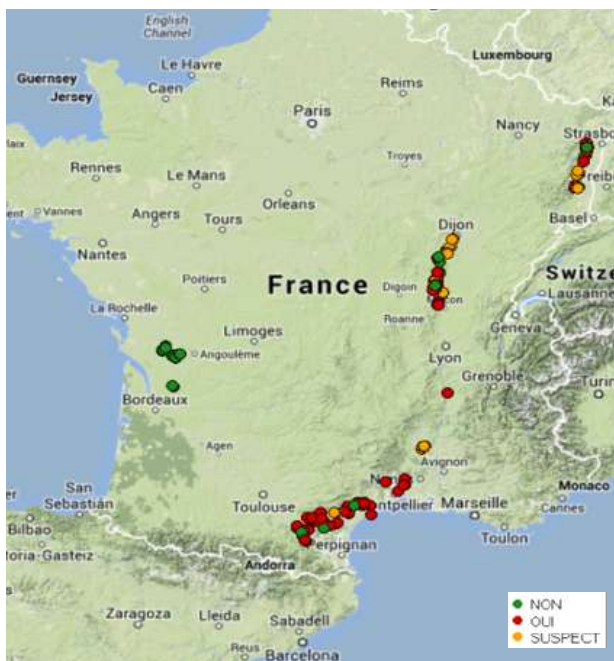 English
Channel
Luxembourg
Le Havre
Guernsey
Jersey
Caen
Reims
Paris
Nancy
Rennes
Le Mans
Troyes
Orleans
Vannes
Angers
Tours
Basel
Nantes
Dijon
Poitiers
France
Digoin
La Rochelle
Roanne
Lausanne
Limoges
Geneva
Angoulême
Lyon
Grenoble
Bordeaux
Agen
Avignon
Monaco
San
Sebastián
Toulouse
Marseille
Cannes
Bilbao
Toulon
Andorra
Zaragoza
Lleida
Sabadell
Reus
Barcelona
NON
OUI
SUSPECT